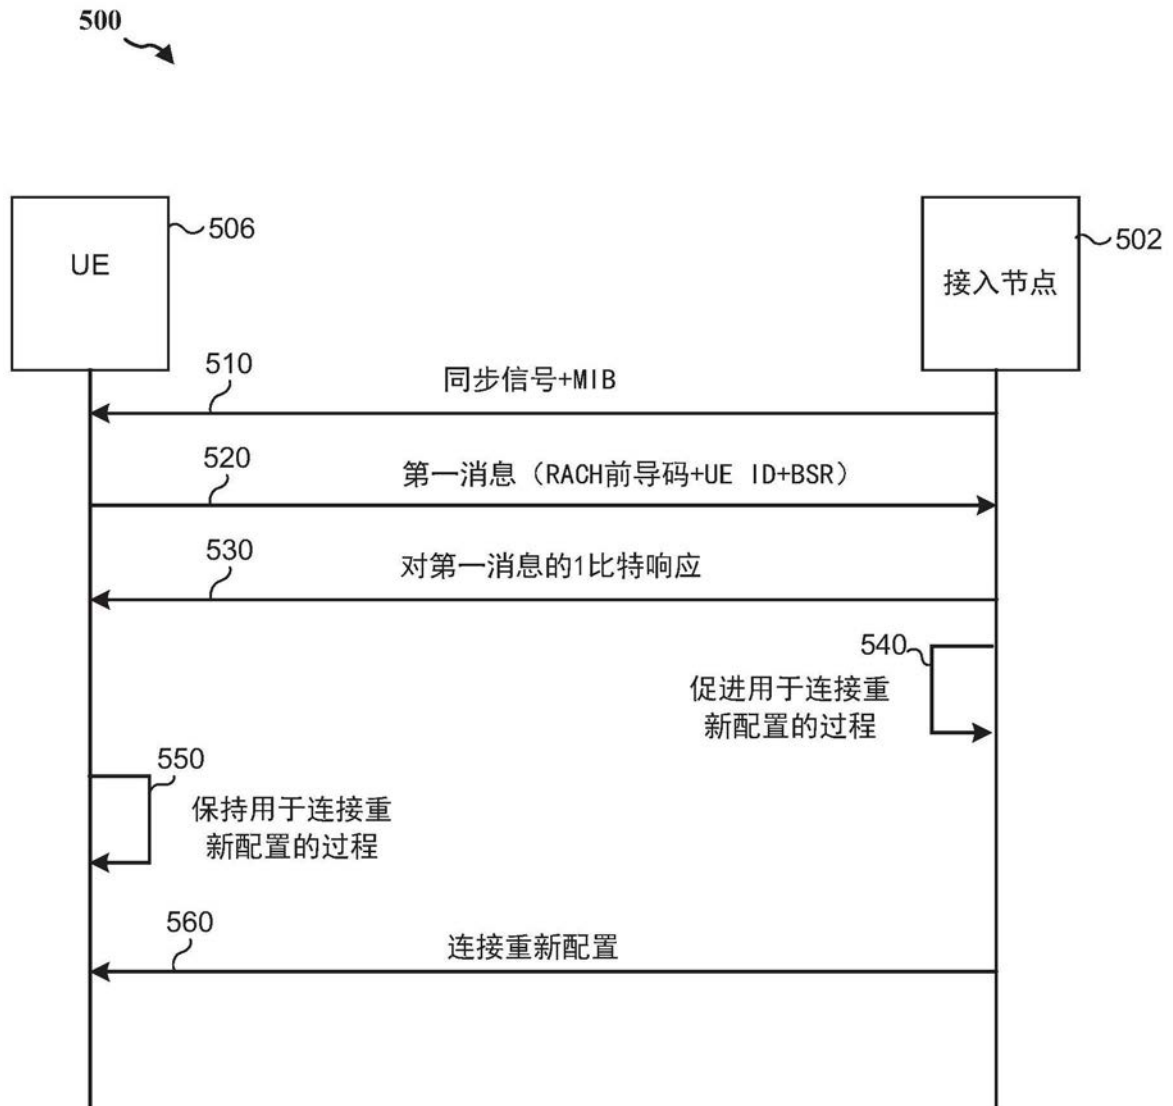 500
506
UE
502
接入节点
510
同步信号+MIB
520
第一消息（RACH前导码+UE ID+BSR）
530
对第一消息的1比特响应
540
促进用于连接重
新配置的过程
550
保持用于连接重
新配置的过程
560
连接重新配置